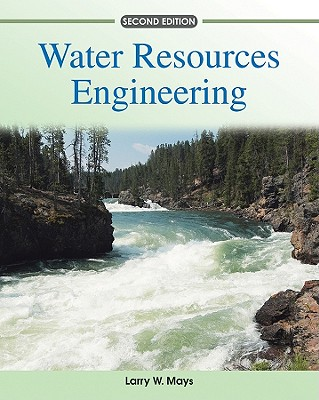 SECOND EDITION
Water Resources
Engineering
Larry W. Mays